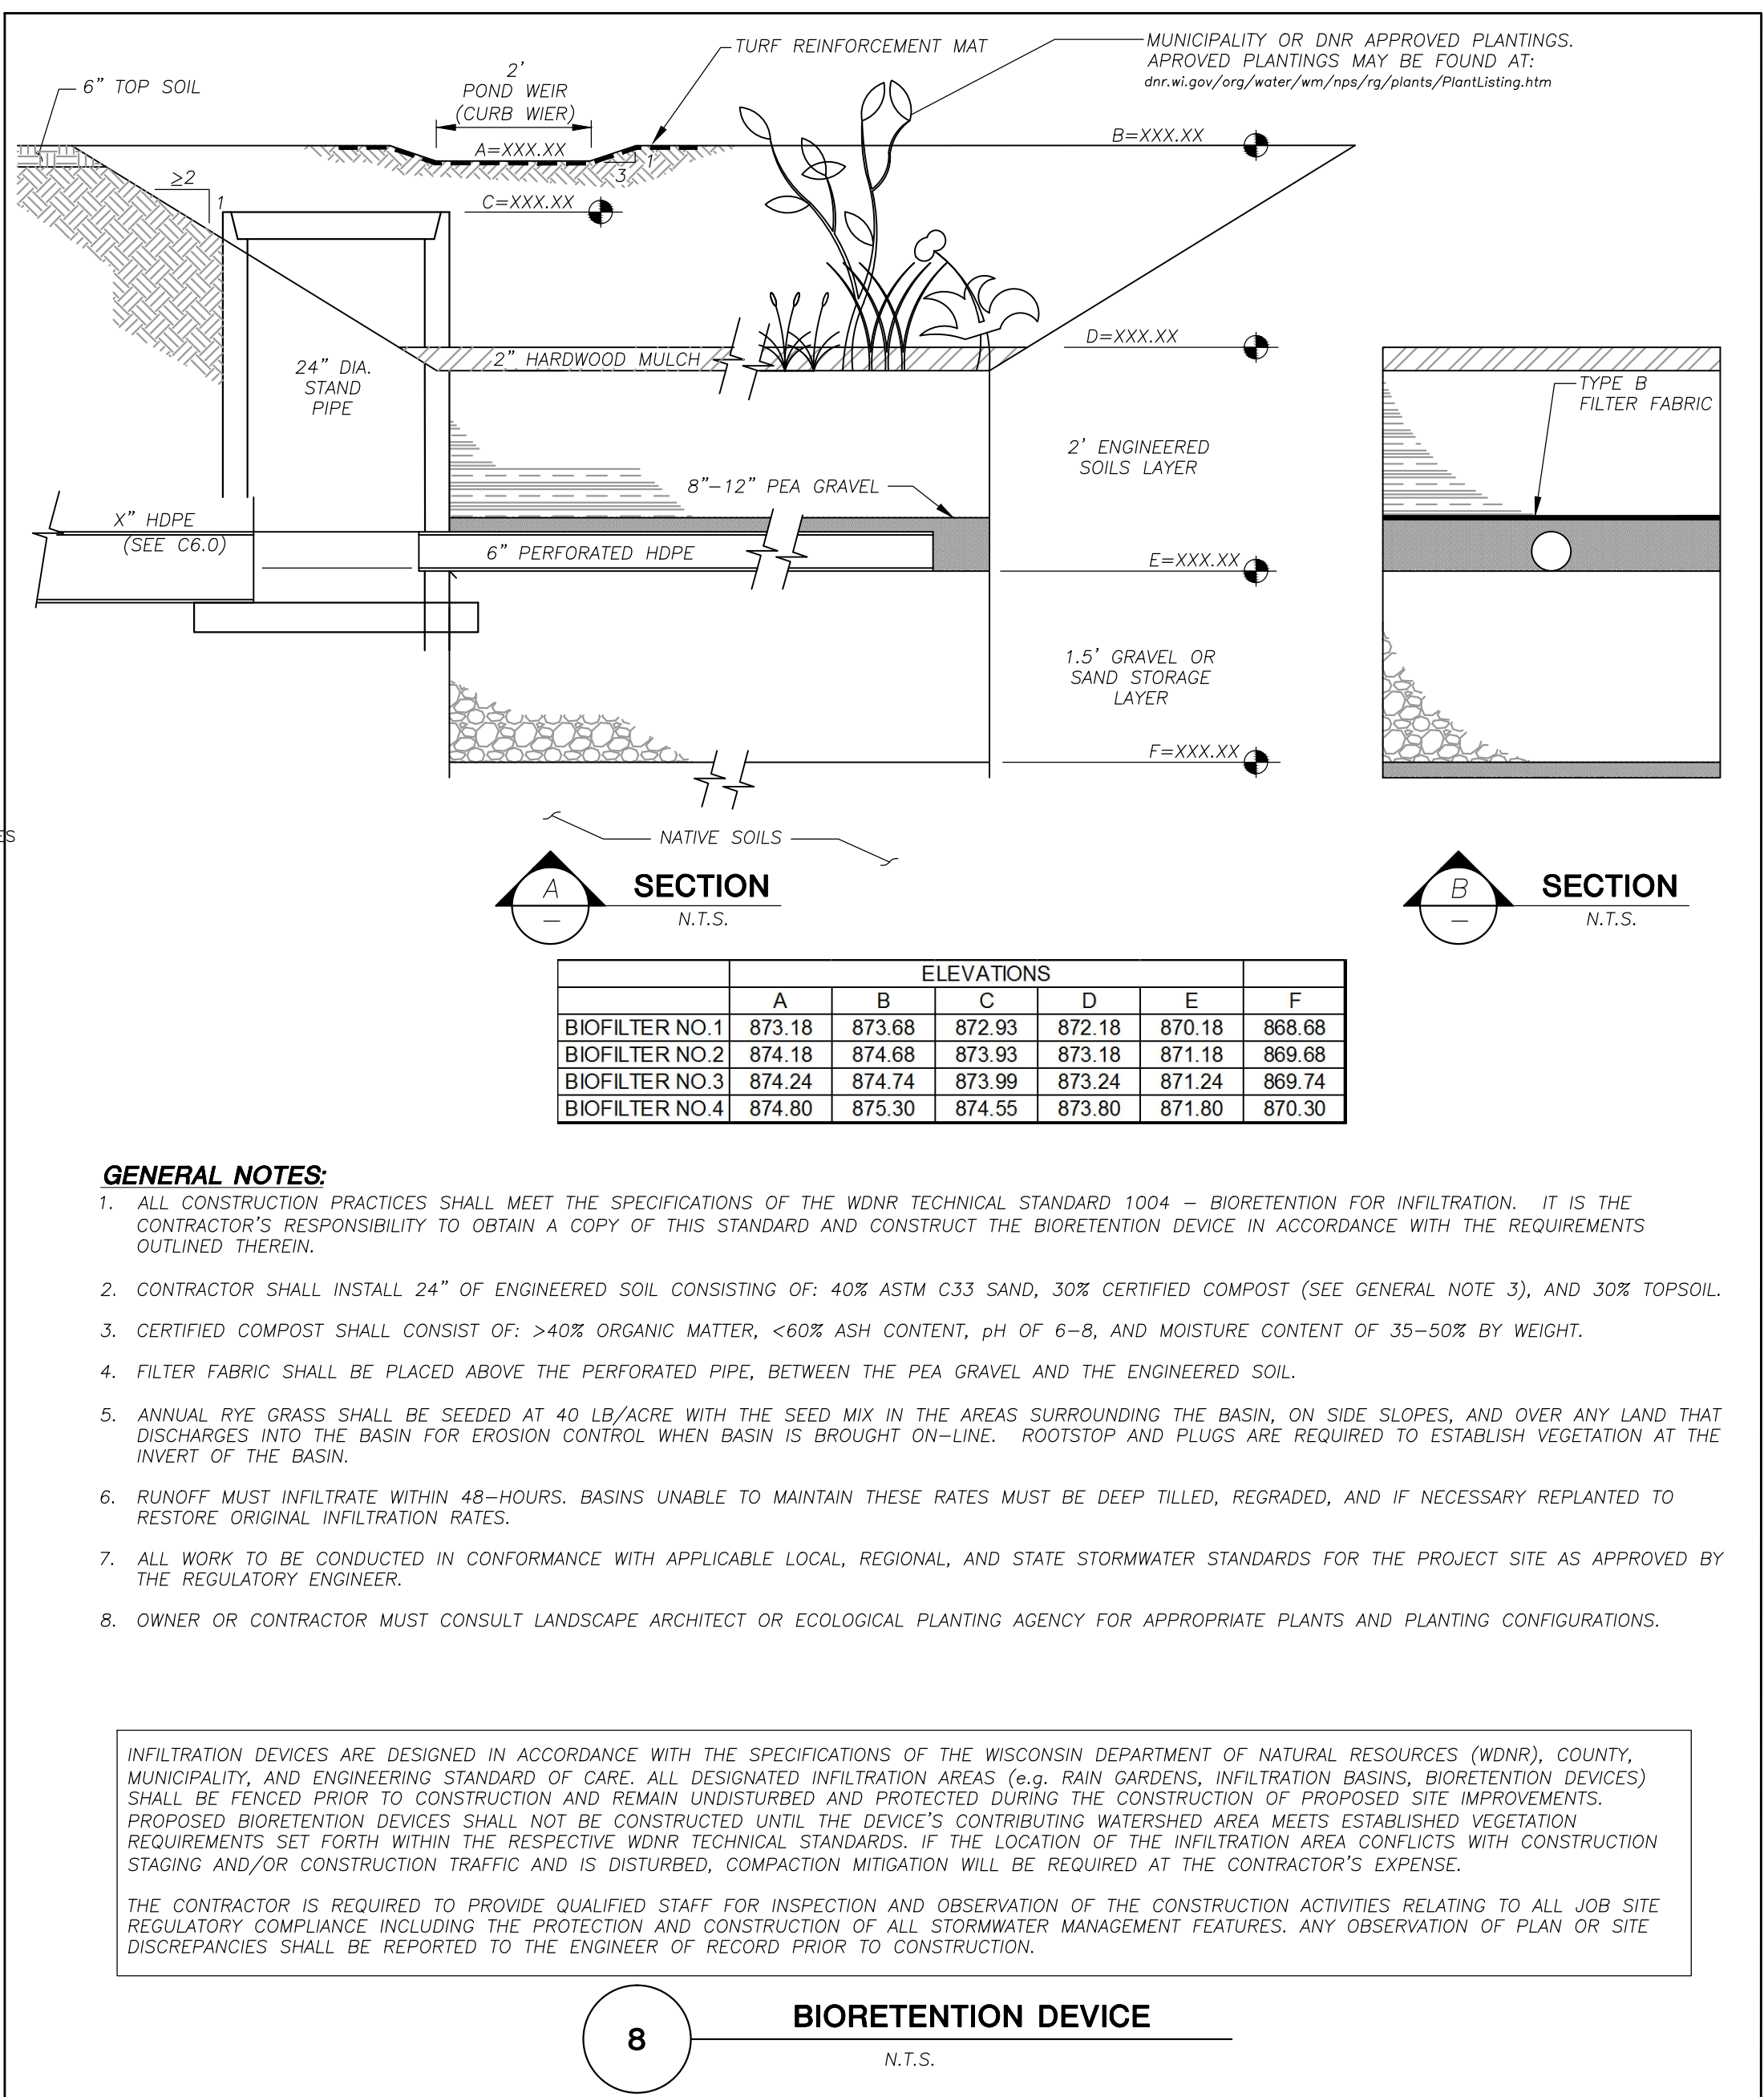 TURF REINFORCEMENT MAT
MUNICIPALITY OR DNR APPROVED PLANTINGS.
APROVED PLANTINGS MAY BE FOUND AT:
dnr.wi.gov/org/water/wm/nps/rg/plants/PlantListing.htm
6" TOP SOIL
2'
POND WEIR
(CURB WIER)
A=XXX.XX
1
3
B=XXX.XX
≥2
1
C=XXX.XX
D=XXX.XX
2" HARDWOOD MULCH
24" DIA.
STAND
PIPE
TYPE B
FILTER FABRIC
2' ENGINEERED
SOILS LAYER
8"-12" PEA GRAVEL
X" HDPE
(SEE C6.0)
6" PERFORATED HDPE
E=XXX.XX
1.5' GRAVEL OR
SAND STORAGE
LAYER
F=XXX.XX
NATIVE SOILS
ES
A
–
SECTION
N.T.S.
B
–
SECTION
N.T.S.
ELEVATIONS
A B C D E F
BIOFILTER NO.1 873.18 873.68 872.93 872.18 870.18 868.68
BIOFILTER NO.2 874.18 874.68 873.93 873.18 871.18 869.68
BIOFILTER NO.3 874.24 874.74 873.99 873.24 871.24 869.74
BIOFILTER NO.4 874.80 875.30 874.55 873.80 871.80 870.30
GENERAL NOTES:
1. ALL CONSTRUCTION PRACTICES SHALL MEET THE SPECIFICATIONS OF THE WDNR TECHNICAL STANDARD 1004 – BIORETENTION FOR INFILTRATION. IT IS THE
CONTRACTOR'S RESPONSIBILITY TO OBTAIN A COPY OF THIS STANDARD AND CONSTRUCT THE BIORETENTION DEVICE IN ACCORDANCE WITH THE REQUIREMENTS
OUTLINED THEREIN.
2. CONTRACTOR SHALL INSTALL 24" OF ENGINEERED SOIL CONSISTING OF: 40% ASTM C33 SAND, 30% CERTIFIED COMPOST (SEE GENERAL NOTE 3), AND 30% TOPSOIL.
3. CERTIFIED COMPOST SHALL CONSIST OF: >40% ORGANIC MATTER, <60% ASH CONTENT, pH OF 6-8, AND MOISTURE CONTENT OF 35-50% BY WEIGHT.
4. FILTER FABRIC SHALL BE PLACED ABOVE THE PERFORATED PIPE, BETWEEN THE PEA GRAVEL AND THE ENGINEERED SOIL.
5. ANNUAL RYE GRASS SHALL BE SEEDED AT 40 LB/ACRE WITH THE SEED MIX IN THE AREAS SURROUNDING THE BASIN, ON SIDE SLOPES, AND OVER ANY LAND THAT
DISCHARGES INTO THE BASIN FOR EROSION CONTROL WHEN BASIN IS BROUGHT ON-LINE. ROOTSTOP AND PLUGS ARE REQUIRED TO ESTABLISH VEGETATION AT THE
INVERT OF THE BASIN.
6. RUNOFF MUST INFILTRATE WITHIN 48-HOURS. BASINS UNABLE TO MAINTAIN THESE RATES MUST BE DEEP TILLED, REGRADED, AND IF NECESSARY REPLANTED TO
RESTORE ORIGINAL INFILTRATION RATES.
7. ALL WORK TO BE CONDUCTED IN CONFORMANCE WITH APPLICABLE LOCAL, REGIONAL, AND STATE STORMWATER STANDARDS FOR THE PROJECT SITE AS APPROVED BY
THE REGULATORY ENGINEER.
8. OWNER OR CONTRACTOR MUST CONSULT LANDSCAPE ARCHITECT OR ECOLOGICAL PLANTING AGENCY FOR APPROPRIATE PLANTS AND PLANTING CONFIGURATIONS.
INFILTRATION DEVICES ARE DESIGNED IN ACCORDANCE WITH THE SPECIFICATIONS OF THE WISCONSIN DEPARTMENT OF NATURAL RESOURCES (WDNR), COUNTY,
MUNICIPALITY, AND ENGINEERING STANDARD OF CARE. ALL DESIGNATED INFILTRATION AREAS (e.g. RAIN GARDENS, INFILTRATION BASINS, BIORETENTION DEVICES)
SHALL BE FENCED PRIOR TO CONSTRUCTION AND REMAIN UNDISTURBED AND PROTECTED DURING THE CONSTRUCTION OF PROPOSED SITE IMPROVEMENTS.
PROPOSED BIORETENTION DEVICES SHALL NOT BE CONSTRUCTED UNTIL THE DEVICE'S CONTRIBUTING WATERSHED AREA MEETS ESTABLISHED VEGETATION
REQUIREMENTS SET FORTH WITHIN THE RESPECTIVE WDNR TECHNICAL STANDARDS. IF THE LOCATION OF THE INFILTRATION AREA CONFLICTS WITH CONSTRUCTION
STAGING AND/OR CONSTRUCTION TRAFFIC AND IS DISTURBED, COMPACTION MITIGATION WILL BE REQUIRED AT THE CONTRACTOR'S EXPENSE.
THE CONTRACTOR IS REQUIRED TO PROVIDE QUALIFIED STAFF FOR INSPECTION AND OBSERVATION OF THE CONSTRUCTION ACTIVITIES RELATING TO ALL JOB SITE
REGULATORY COMPLIANCE INCLUDING THE PROTECTION AND CONSTRUCTION OF ALL STORMWATER MANAGEMENT FEATURES. ANY OBSERVATION OF PLAN OR SITE
DISCREPANCIES SHALL BE REPORTED TO THE ENGINEER OF RECORD PRIOR TO CONSTRUCTION.
8
BIORETENTION DEVICE
N.T.S.